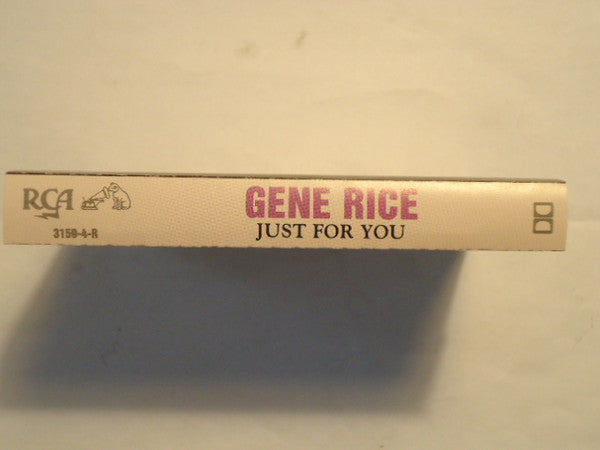 RCA
GENE RICE
3159-4-R
JUST FOR YOU